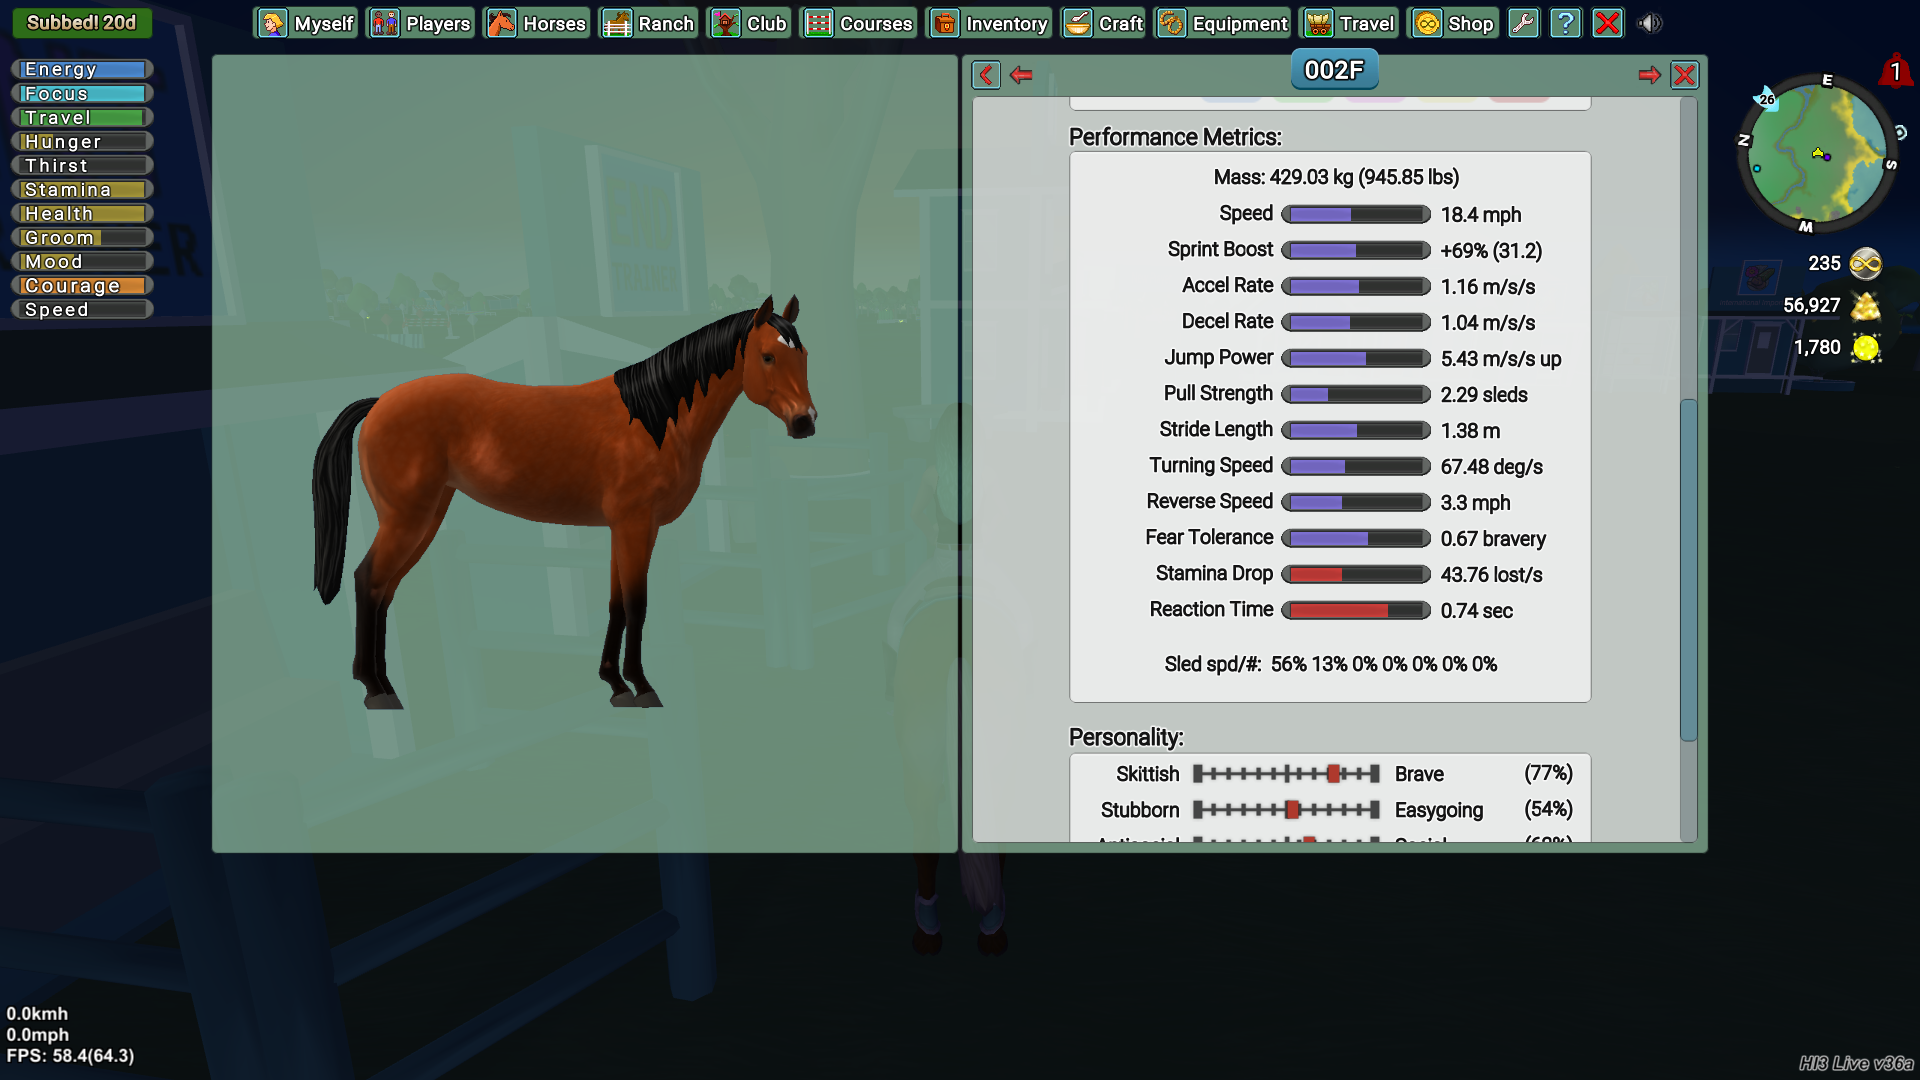 Subbed! 20d
Myself Players Horses Ranch Club Courses Inventory Craft Equipment Travel Shop
Energy
Focus
Travel
Hunger
Thirst
Stamina
Health
Groom
Mood
Courage
Speed
002F
1
E
26
N
S
W
235
56,927
1,780
Performance Metrics:
Mass: 429.03 kg (945.85 lbs)
Speed 18.4 mph
Sprint Boost +69% (31.2)
Accel Rate 1.16 m/s/s
Decel Rate 1.04 m/s/s
Jump Power 5.43 m/s/s up
Pull Strength 2.29 sleds
Stride Length 1.38 m
Turning Speed 67.48 deg/s
Reverse Speed 3.3 mph
Fear Tolerance 0.67 bravery
Stamina Drop 43.76 lost/s
Reaction Time 0.74 sec
Sled spd/#: 56% 13% 0% 0% 0% 0% 0%
Personality:
Skittish Brave (77%)
Stubborn Easygoing (54%)
0.0kmh
0.0mph
FPS: 58.4(64.3)
HI3 Live v36a